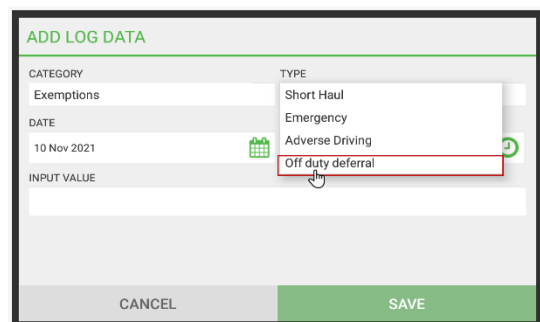 ADD LOG DATA
CATEGORY
TYPE
Exemptions
Short Haul
Emergency
Adverse Driving
Off duty deferral
DATE
10 Nov 2021
INPUT VALUE
CANCEL
SAVE